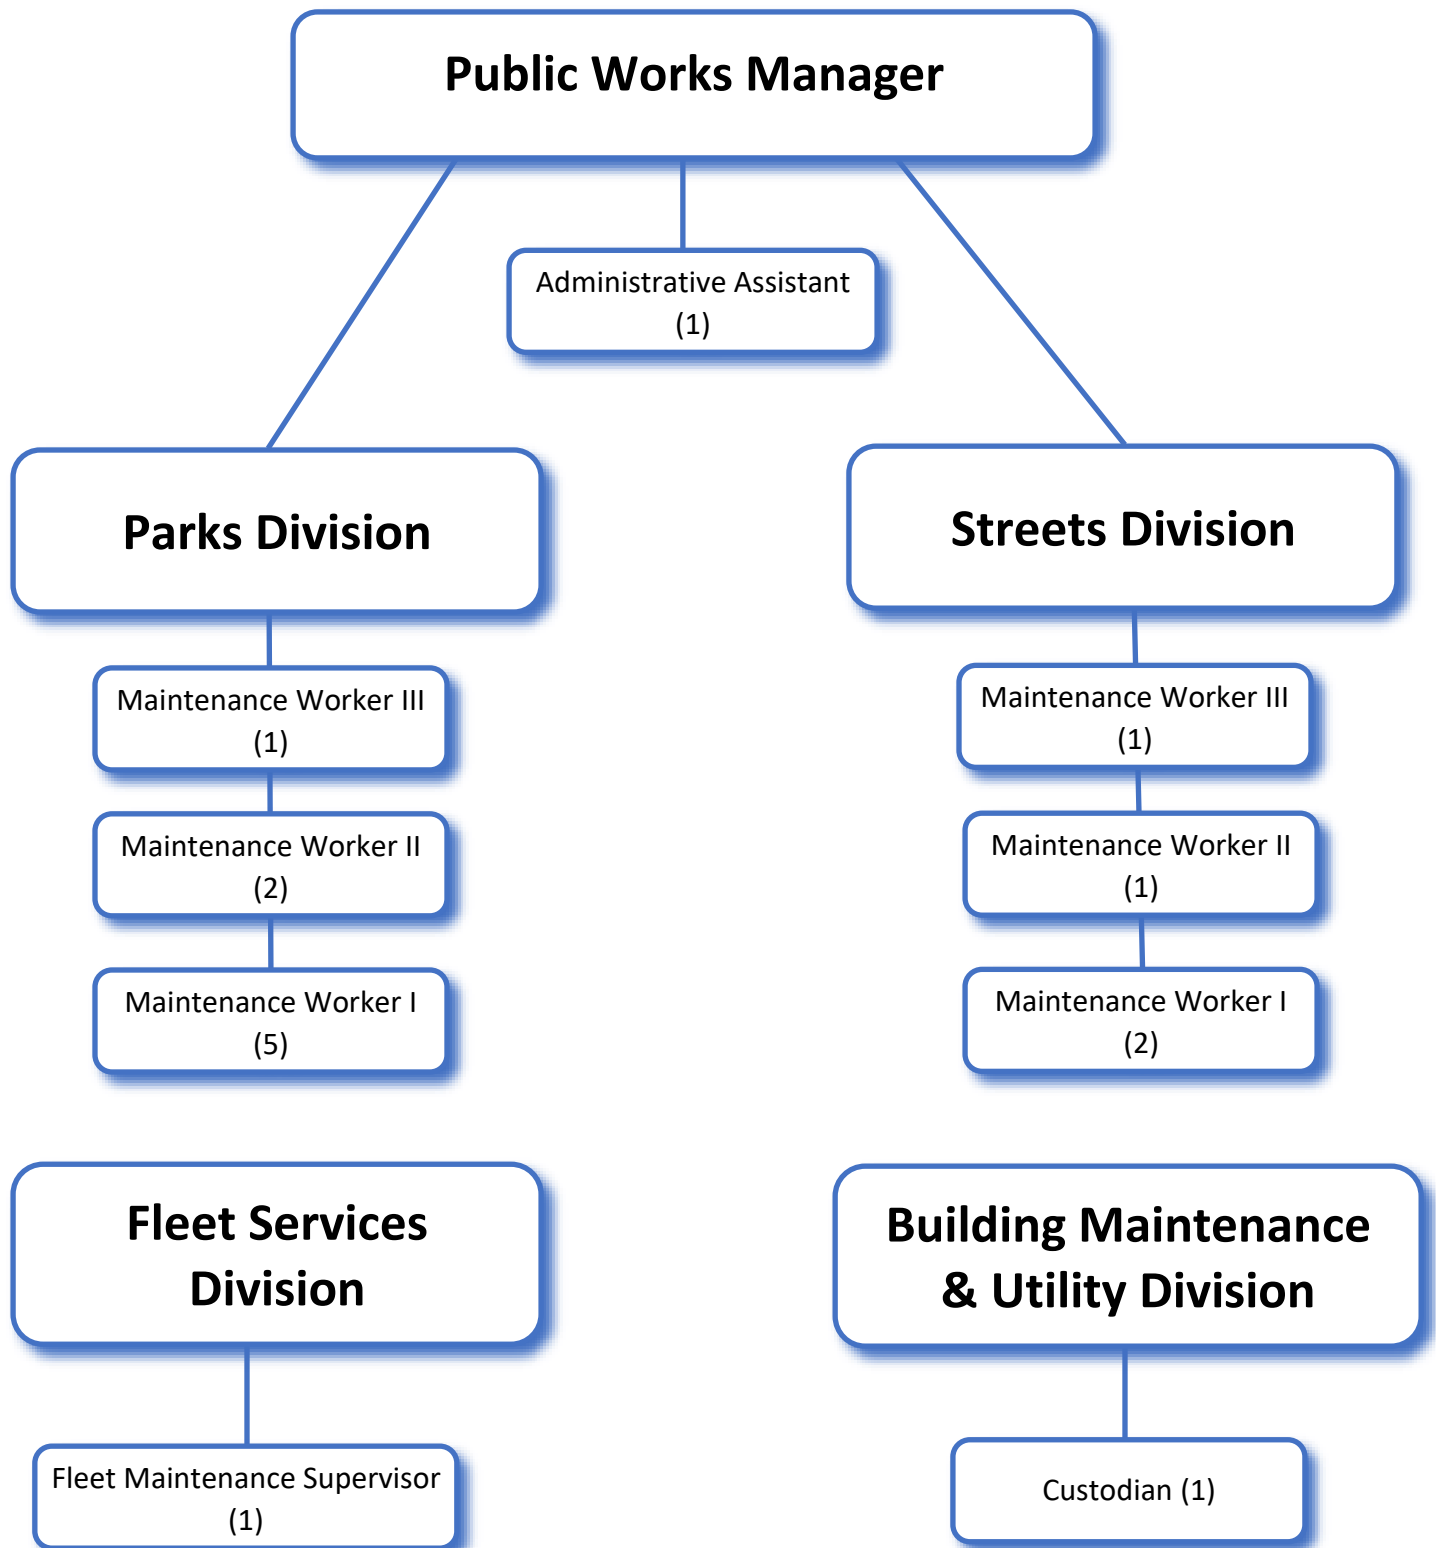 Public Works Manager
Administrative Assistant
(1)
Parks Division
Maintenance Worker III
(1)
Maintenance Worker II
(2)
Maintenance Worker I
(5)
Streets Division
Maintenance Worker III
(1)
Maintenance Worker II
(1)
Maintenance Worker I
(2)
Fleet Services
Division
Fleet Maintenance Supervisor
(1)
Building Maintenance
& Utility Division
Custodian (1)